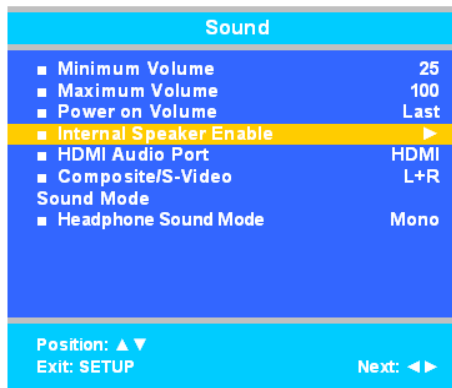 Sound
■ Minimum Volume 25
■ Maximum Volume 100
■ Power on Volume Last
■ Internal Speaker Enable ►
■ HDMI Audio Port HDMI
■ Composite/S-Video L+R
Sound Mode
■ Headphone Sound Mode Mono
Position: ▲▼
Exit: SETUP Next: ◄►